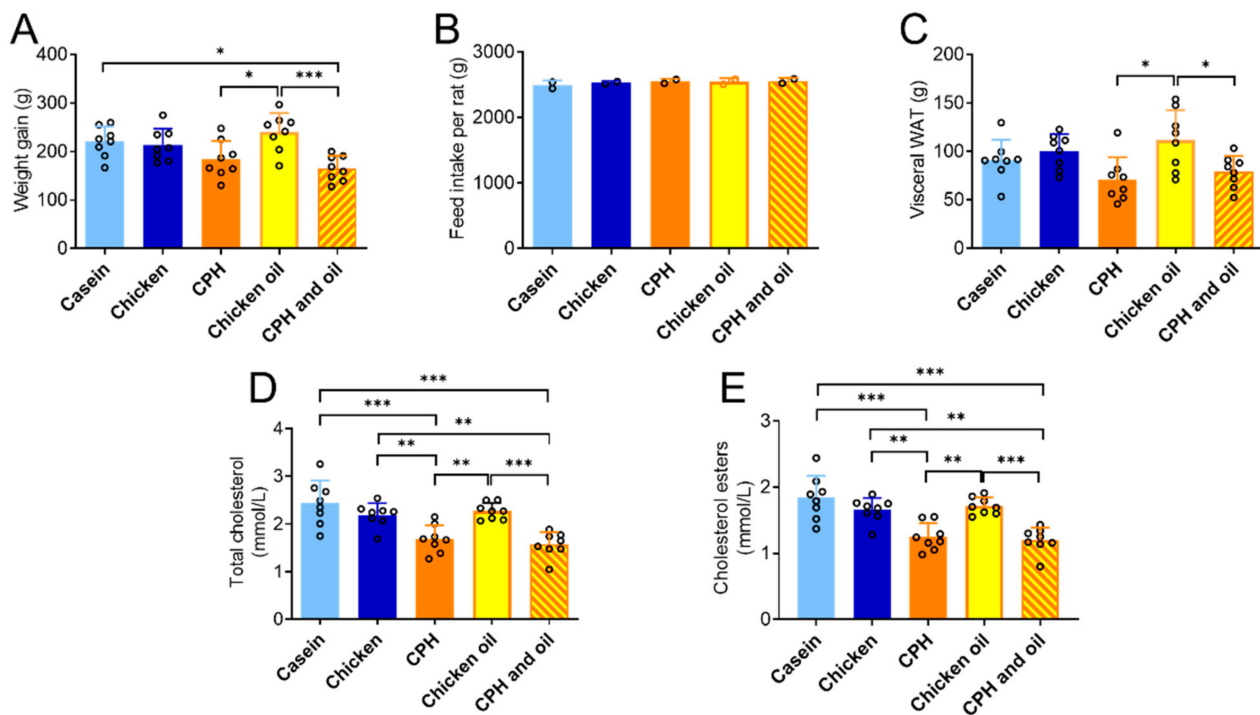 A
Weight gain (g)
400
300
200
100
0
*
*
***
Casein
Chicken
CPH
Chicken oil
CPH and oil
B
Feed intake per rat (g)
3000
2000
1000
0
Casein
Chicken
CPH
Chicken oil
CPH and oil
C
Visceral WAT (g)
200
150
100
50
0
*
*
Casein
Chicken
CPH
Chicken oil
CPH and oil
D
Total cholesterol
(mmol/L)
4
3
2
1
0
***
***
**
**
**
***
Casein
Chicken
CPH
Chicken oil
CPH and oil
E
Cholesterol esters
(mmol/L)
3
2
1
0
***
***
**
**
**
***
Casein
Chicken
CPH
Chicken oil
CPH and oil